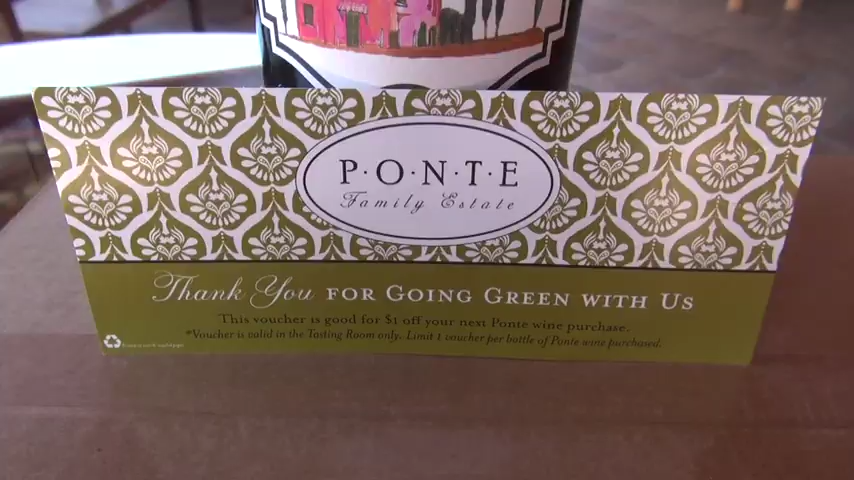 P·O·N·T·E
Family Estate
Thank You FOR GOING GREEN WITH US
This voucher is good for $1 off your next Ponte wine purchase.
*Voucher is valid in the Tasting Room only. Limit 1 voucher per bottle of Ponte wine purchased.